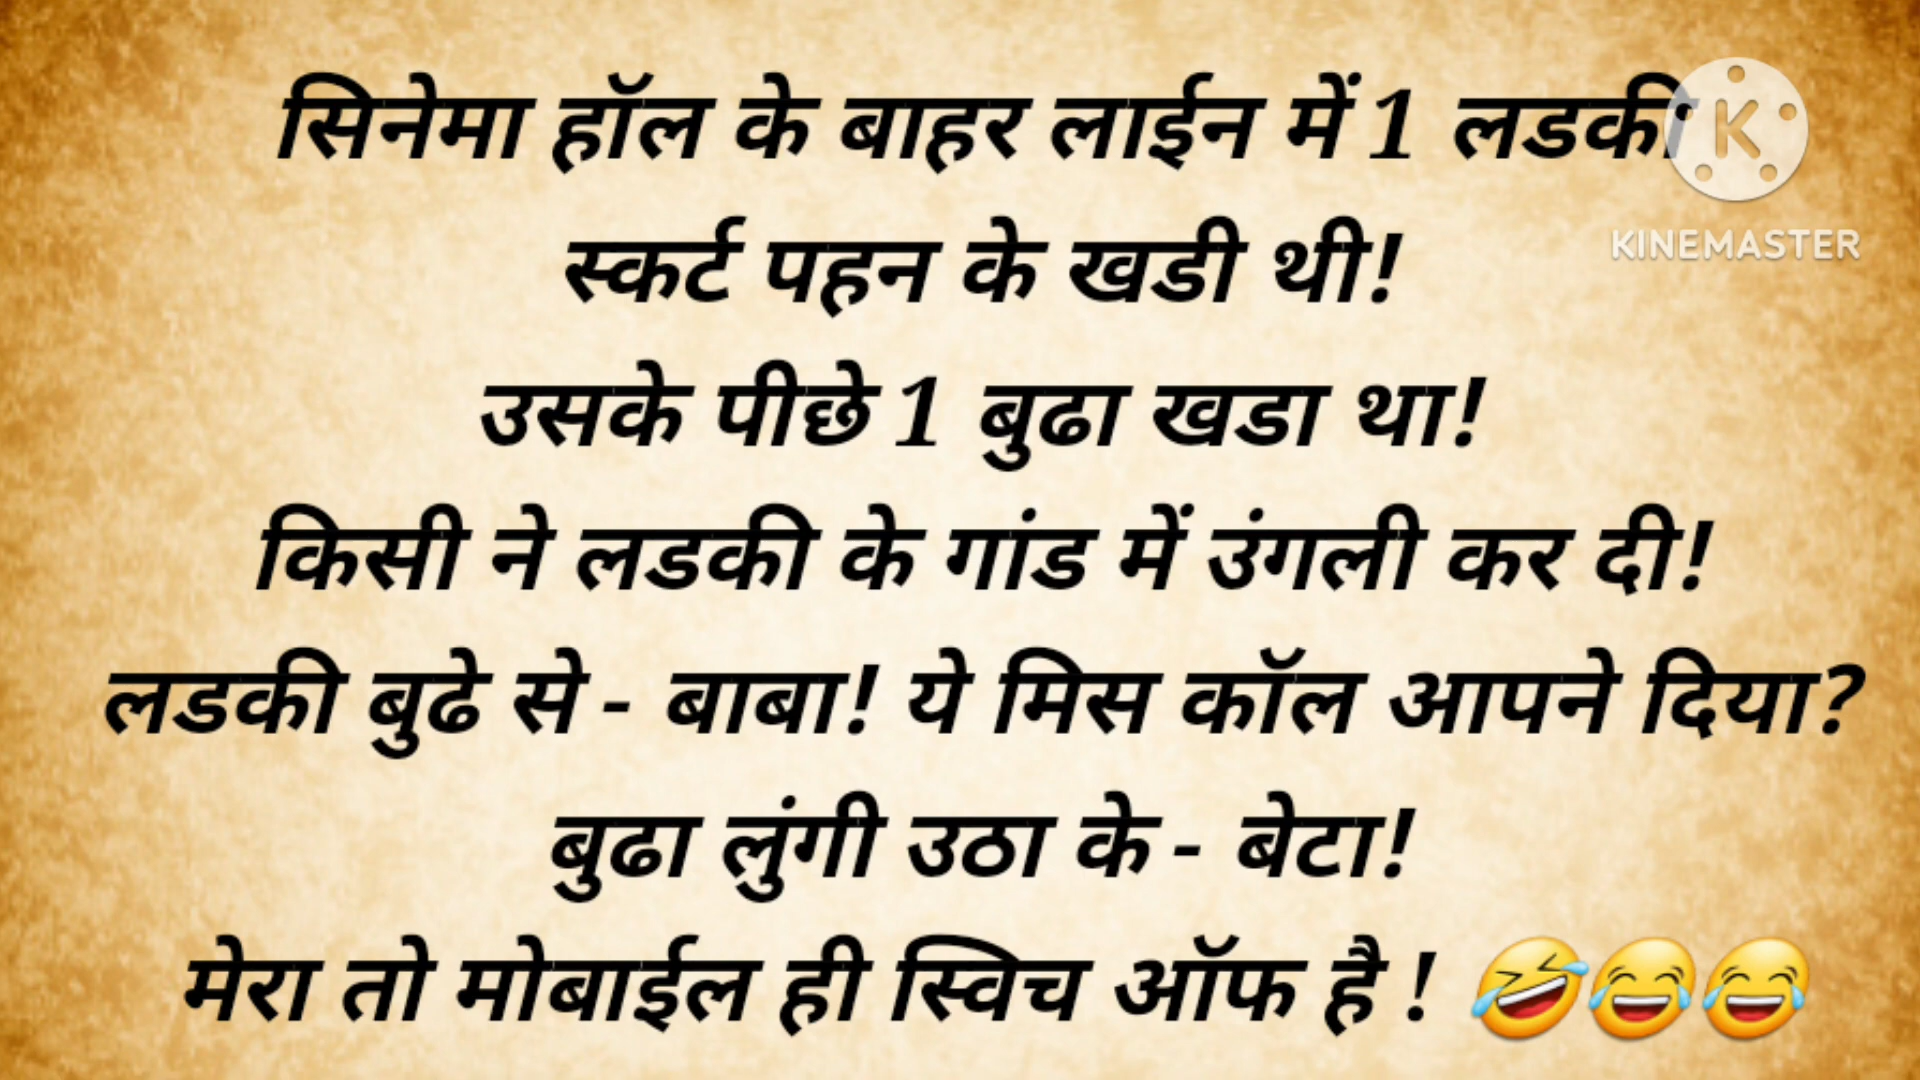 सिनेमा हॉल के बाहर लाईन में 1 लडकी
स्कर्ट पहन के खडी थी!
उसके पीछे 1 बुढा खडा था!
किसी ने लडकी के गांड में उंगली कर दी!
लडकी बुढे से - बाबा! ये मिस कॉल आपने दिया?
बुढा लुंगी उठा के - बेटा!
मेरा तो मोबाईल ही स्विच ऑफ है ! 🤣😂😂
K
KINEMASTER